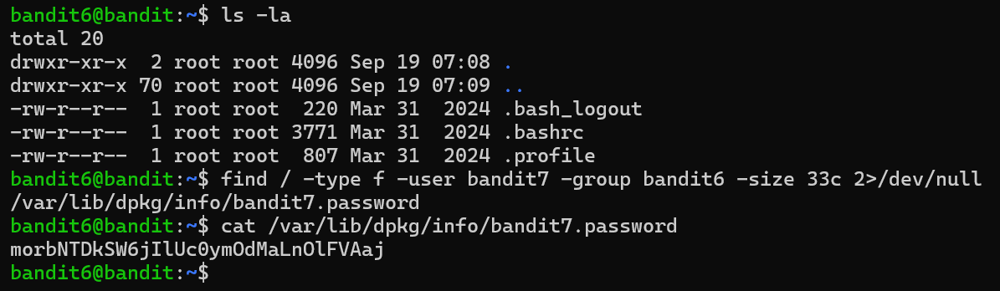 bandit6@bandit:~$ ls -la
total 20
drwxr-xr-x  2 root root 4096 Sep 19 07:08 .
drwxr-xr-x 70 root root 4096 Sep 19 07:09 ..
-rw-r--r--  1 root root  220 Mar 31  2024 .bash_logout
-rw-r--r--  1 root root 3771 Mar 31  2024 .bashrc
-rw-r--r--  1 root root  807 Mar 31  2024 .profile
bandit6@bandit:~$ find / -type f -user bandit7 -group bandit6 -size 33c 2>/dev/null
/var/lib/dpkg/info/bandit7.password
bandit6@bandit:~$ cat /var/lib/dpkg/info/bandit7.password
morbNTDkSW6jIlUc0ymOdMaLnOlFVAaj
bandit6@bandit:~$